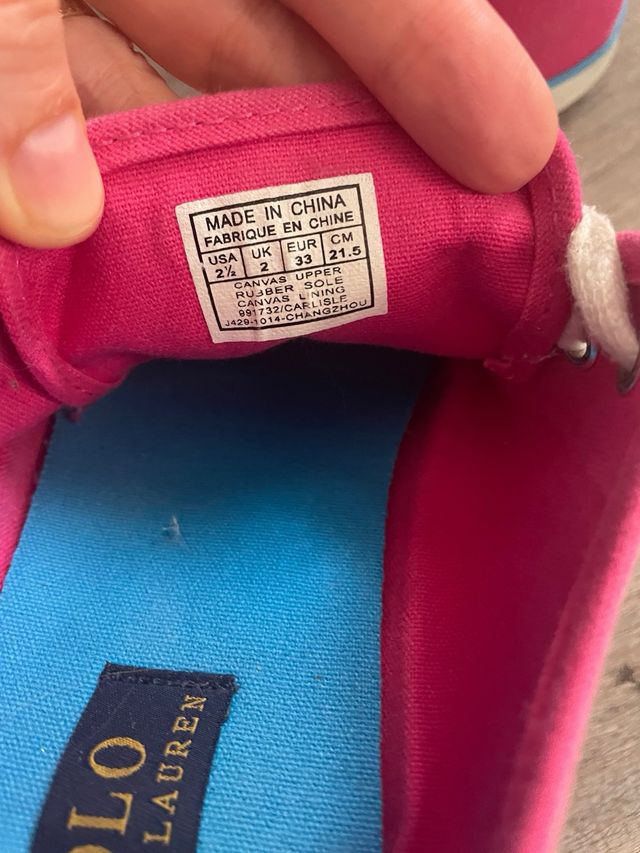 MADE IN CHINA
FABRIQUE EN CHINE
USA UK EUR CM
2½ 2 33 21.5
CANVAS UPPER
RUBBER SOLE
CANVAS LINING
991732/CARLISLE
J429-1014-CHANGZHOU
OLO
LAUREN